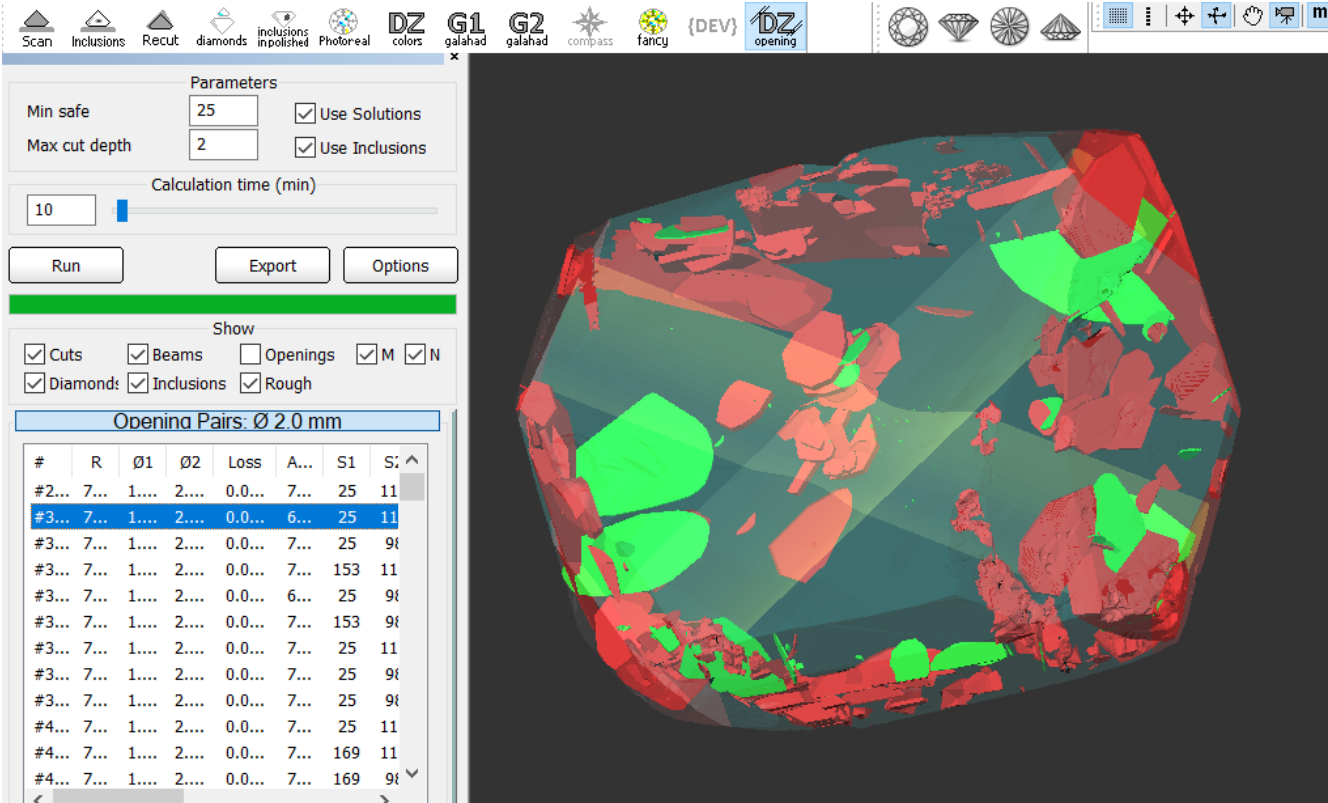 Scan Inclusions Recut diamonds inclusions inpolished Photoreal DZ colors G1 galahad G2 galahad compass fancy {DEV} DZ opening m
Parameters
Min safe 25 Use Solutions
Max cut depth 2 Use Inclusions
Calculation time (min)
10
Run Export Options
Show
Cuts Beams Openings M N
Diamonds Inclusions Rough
Opening Pairs: Ø 2.0 mm
# R Ø1 Ø2 Loss A... S1 S2
#2... 7... 1.... 2.... 0.0... 7... 25 11
#3... 7... 1.... 2.... 0.0... 6... 25 11
#3... 7... 1.... 2.... 0.0... 7... 25 98
#3... 7... 1.... 2.... 0.0... 7... 153 11
#3... 7... 1.... 2.... 0.0... 6... 25 98
#3... 7... 1.... 2.... 0.0... 7... 153 98
#3... 7... 1.... 2.... 0.0... 7... 25 11
#3... 7... 1.... 2.... 0.0... 7... 25 98
#3... 7... 1.... 2.... 0.0... 7... 25 98
#4... 7... 1.... 2.... 0.0... 7... 25 11
#4... 7... 1.... 2.... 0.0... 7... 169 11
#4... 7... 1.... 2.... 0.0... 7... 169 98